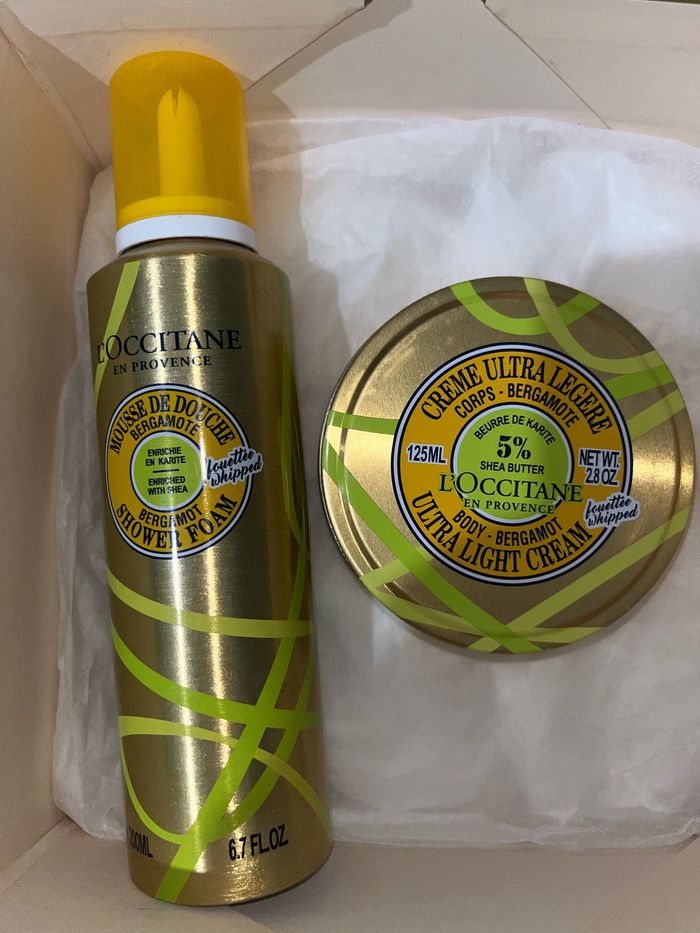 L'OCCITANE
EN PROVENCE
MOUSSE DE DOUCHE
BERGAMOTE
ENRICHIE
EN KARITE
ENRICHED
WITH SHEA
fouettée
whipped
BERGAMOT
SHOWER FOAM
200ML
6.7 FL.OZ
CREME ULTRA LEGERE
CORPS - BERGAMOTE
BEURRE DE KARITE
125ML
5%
NET WT.
2.8 OZ
SHEA BUTTER
L'OCCITANE
EN PROVENCE
fouettée
whipped
BODY - BERGAMOT
ULTRA LIGHT CREAM